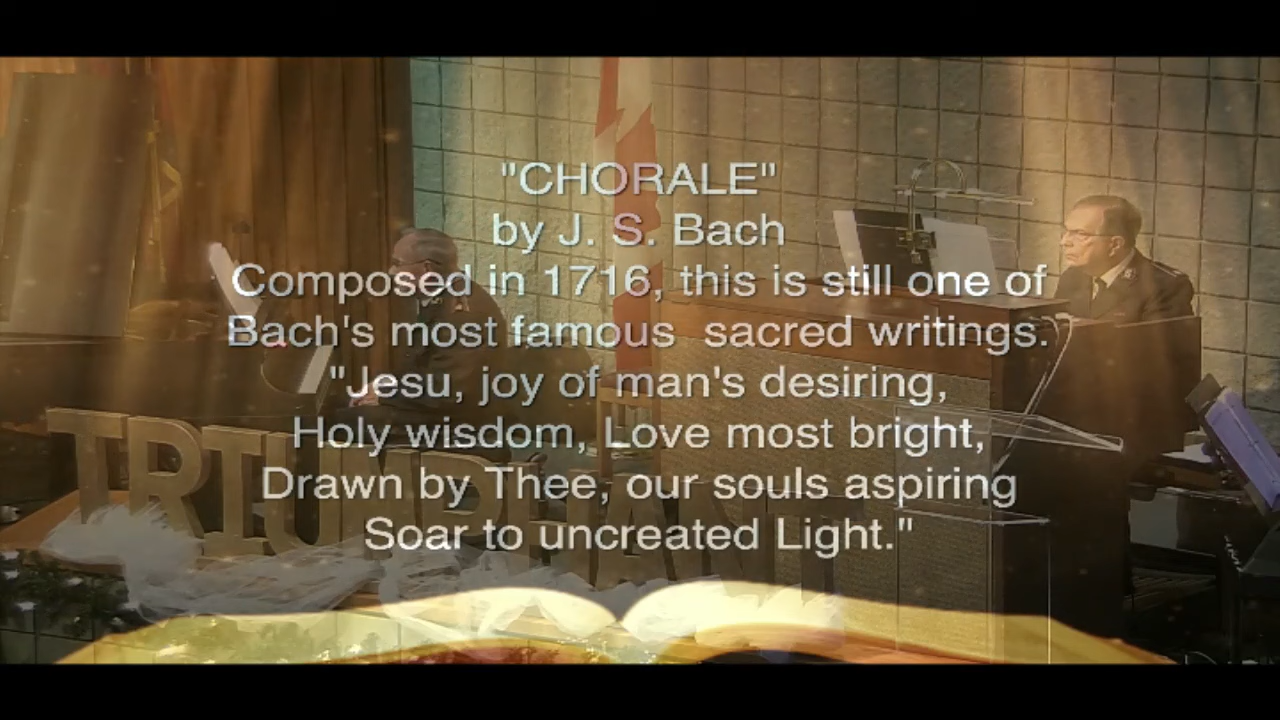 "CHORALE"
by J. S. Bach
Composed in 1716, this is still one of
Bach's most famous sacred writings.
"Jesu, joy of man's desiring,
Holy wisdom, Love most bright,
Drawn by Thee, our souls aspiring
Soar to uncreated Light."
TRIUMPHANT